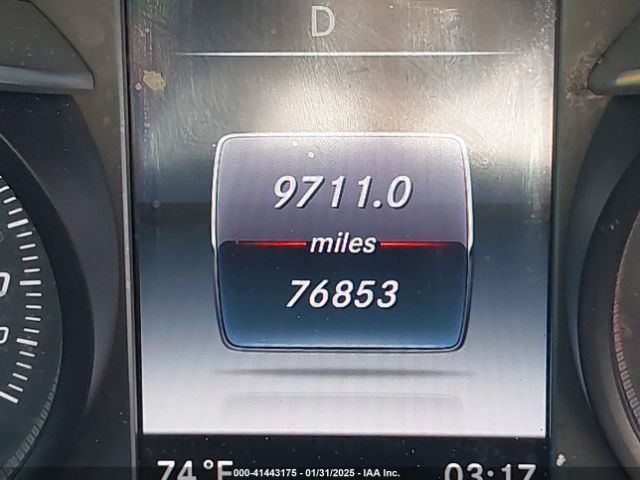 D
9711.0
miles
76853
74°F 03:17
000-41443175 - 01/31/2025 - IAA Inc.